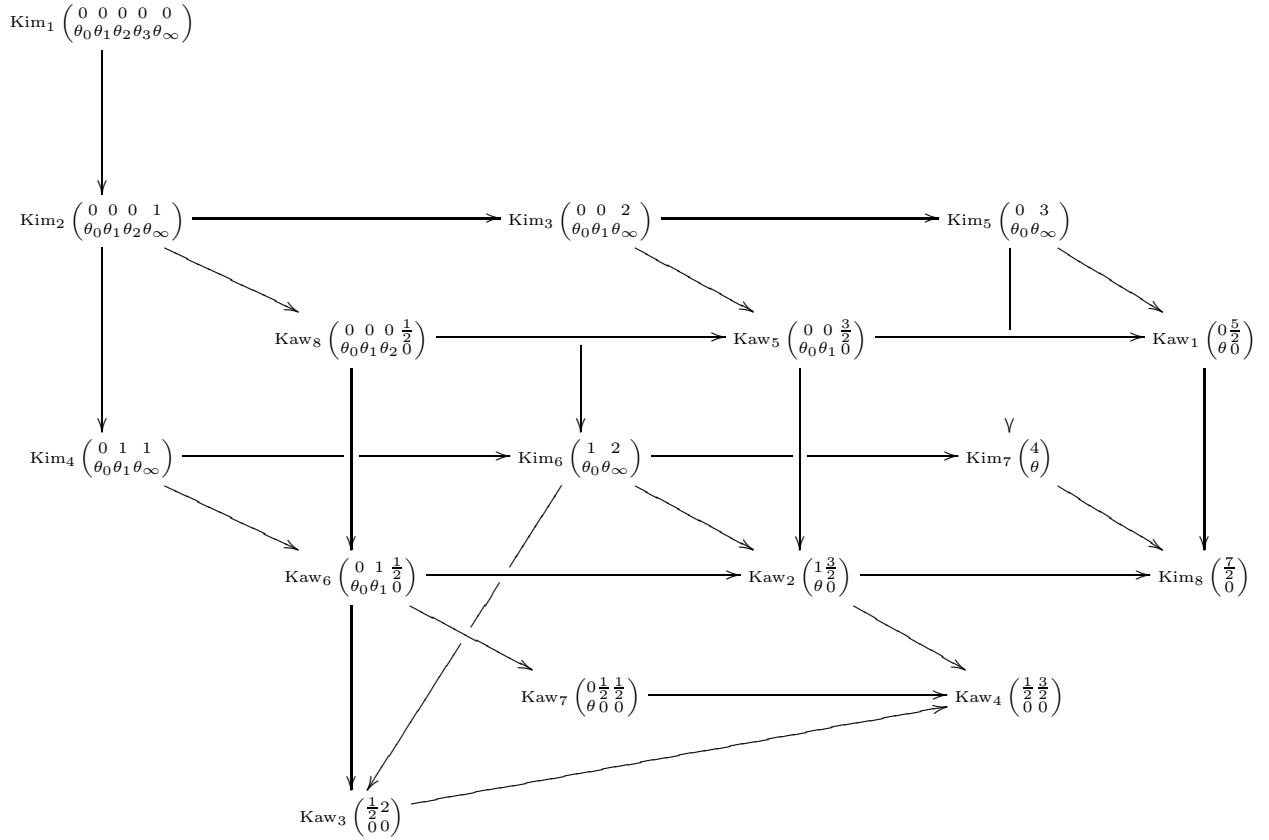 Kim₁ (0 0 0 0 0 / θ₀ θ₁ θ₂ θ₃ θ∞)
Kim₂ (0 0 0 1 / θ₀ θ₁ θ₂ θ∞)
Kim₃ (0 0 2 / θ₀ θ₁ θ∞)
Kim₅ (0 3 / θ₀ θ∞)
Kaw₈ (0 0 0 1/2 / θ₀ θ₁ θ₂ 0)
Kaw₅ (0 0 3/2 / θ₀ θ₁ 0)
Kaw₁ (0 5/2 / θ 0)
Kim₄ (0 1 1 / θ₀ θ₁ θ∞)
Kim₆ (1 2 / θ₀ θ∞)
Kim₇ (4 / θ)
Kaw₆ (0 1 1/2 / θ₀ θ₁ 0)
Kaw₂ (1 3/2 / θ 0)
Kim₈ (7/2 / 0)
Kaw₇ (0 1/2 1/2 / θ 0 0)
Kaw₄ (1/2 3/2 / 0 0)
Kaw₃ (1/2 2 / 0 0)